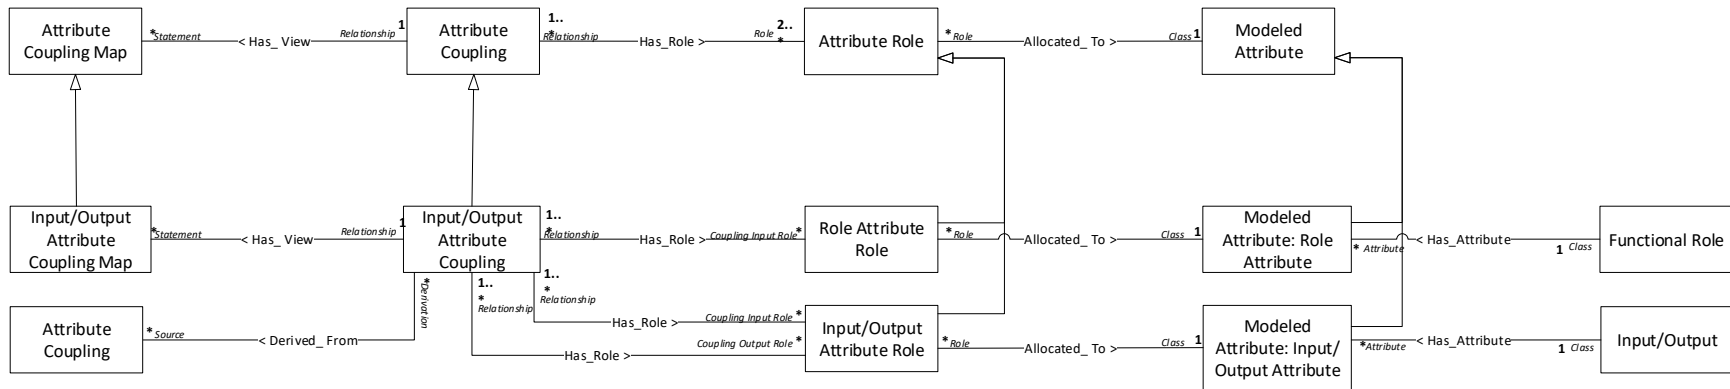 Attribute
Coupling Map
*
Statement
< Has_ View
Relationship
1
Attribute
Coupling
1..
*
Relationship
Has_Role >
Role
2..
*
Attribute Role
*
Role
Allocated_ To >
Class
1
Modeled
Attribute
Input/Output
Attribute
Coupling Map
*
Statement
< Has_ View
Relationship
1
Input/Output
Attribute
Coupling
1..
*
Relationship
Has_Role >
Coupling Input Role
*
Role Attribute
Role
*
Role
Allocated_ To >
Class
1
Modeled
Attribute: Role
Attribute
*
Attribute
< Has_Attribute
1
Class
Functional Role
Attribute
Coupling
*
Source
< Derived_ From
*
Derivation
1..
*
Relationship
1..
*
Relationship
Has_Role >
Coupling Input Role
*
Has_Role >
Coupling Output Role
*
Input/Output
Attribute Role
*
Role
Allocated_ To >
Class
1
Modeled
Attribute: Input/
Output Attribute
*
Attribute
< Has_Attribute
1
Class
Input/Output